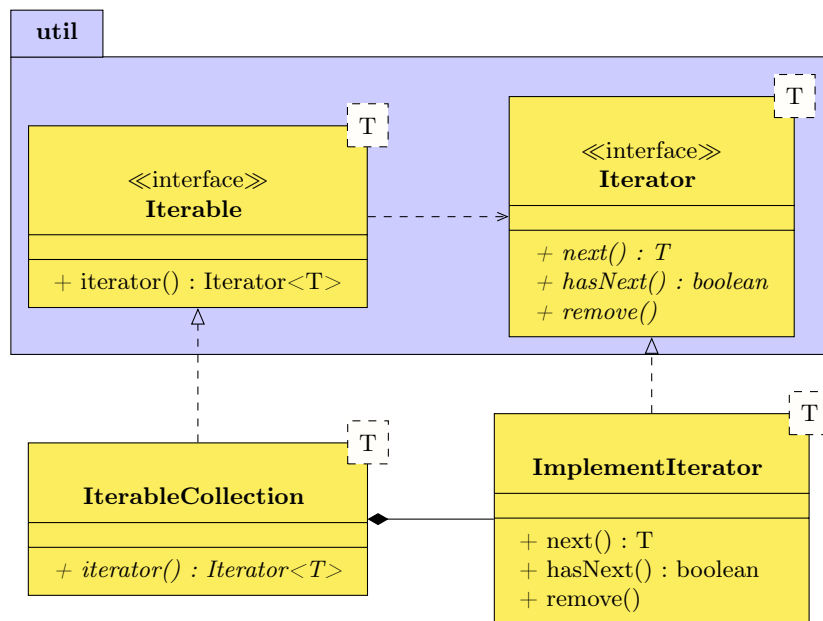 util
T
≪interface≫
Iterable
+ iterator() : Iterator<T>
T
≪interface≫
Iterator
+ next() : T
+ hasNext() : boolean
+ remove()
T
IterableCollection
+ iterator() : Iterator<T>
T
ImplementIterator
+ next() : T
+ hasNext() : boolean
+ remove()